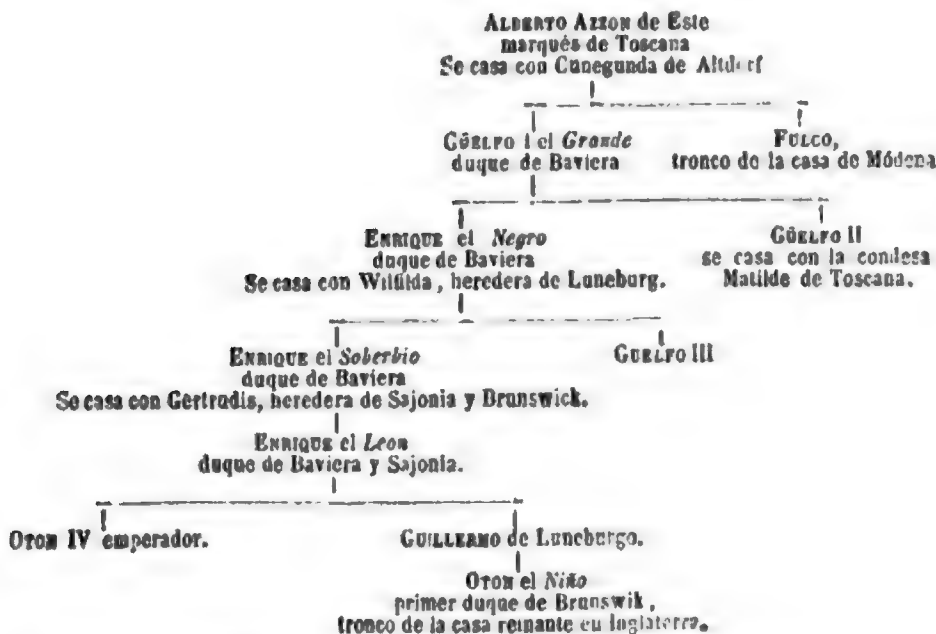 ALBERTO AZZON de Este
marqués de Toscana
Se casa con Cunegunda de Altdorf
GÜELFO I el Grande
duque de Baviera
FULCO,
tronco de la casa de Módena
ENRIQUE el Negro
duque de Baviera
Se casa con Wilfilda, heredera de Luneburg.
GÜELFO II
se casa con la condesa
Matilde de Toscana.
ENRIQUE el Soberbio
duque de Baviera
Se casa con Gertrudis, heredera de Sajonia y Brunswick.
GUELFO III
ENRIQUE el Leon
duque de Baviera y Sajonia.
OTON IV emperador.
GUILLERMO de Luneburgo.
OTON el Niño
primer duque de Brunswik,
tronco de la casa reinante en Inglaterra.